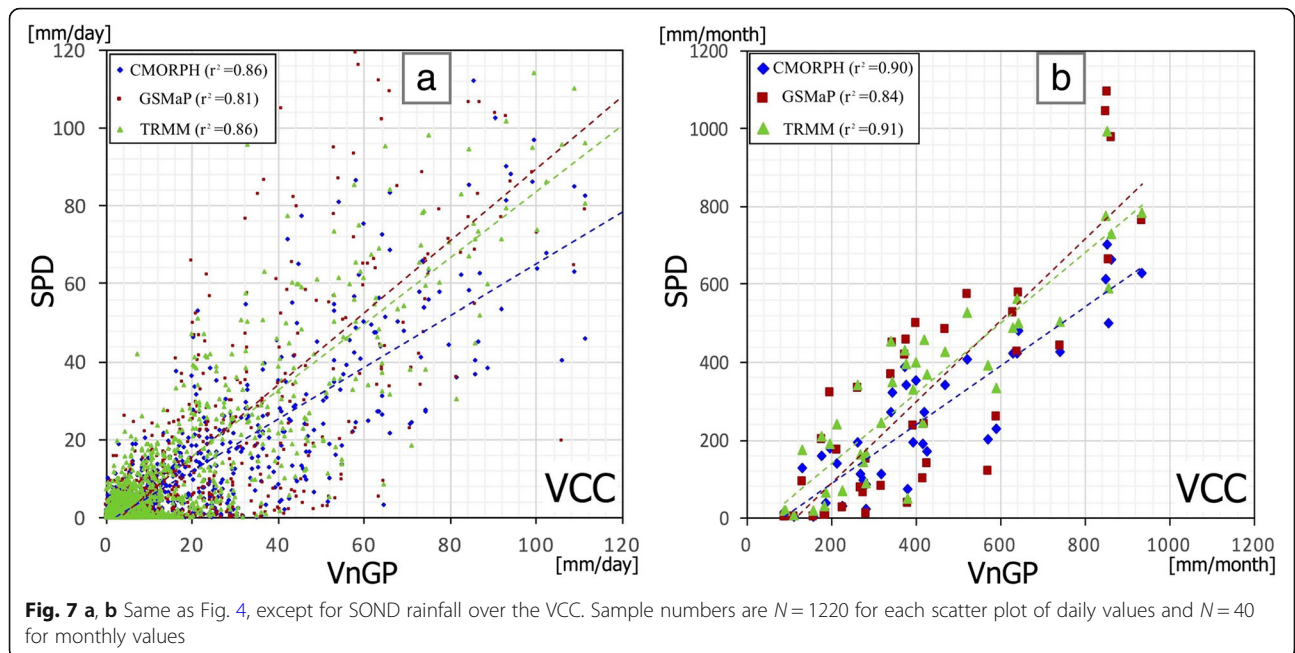 [mm/day]
120
100
80
60
40
20
0
SPD
CMORPH (r²=0.86)
GSMaP (r²=0.81)
TRMM (r²=0.86)
a
VCC
0 20 40 60 80 100 120
VnGP
[mm/day]
[mm/month]
1200
1000
800
600
400
200
0
SPD
CMORPH (r²=0.90)
GSMaP (r²=0.84)
TRMM (r²=0.91)
b
VCC
0 200 400 600 800 1000 1200
VnGP
[mm/month]
Fig. 7 a, b Same as Fig. 4, except for SOND rainfall over the VCC. Sample numbers are N = 1220 for each scatter plot of daily values and N = 40
for monthly values